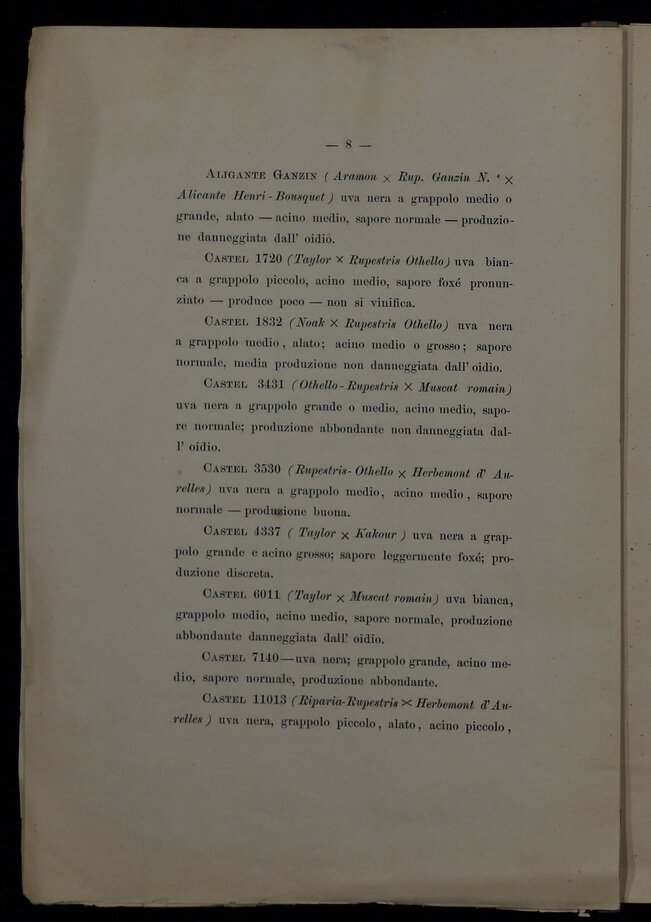 — 8 —
Aligante Ganzin ( Aramon × Rup. Ganzin N. ⁴ ×
Alicante Henri - Bousquet ) uva nera a grappolo medio o
grande, alato — acino medio, sapore normale — produzio-
ne danneggiata dall' oidio.
Castel 1720 (Taylor × Rupestris Othello) uva bian-
ca a grappolo piccolo, acino medio, sapore foxé pronun-
ziato — produce poco — non si vinifica.
Castel 1832 (Noak × Rupestris Othello) uva nera
a grappolo medio, alato; acino medio o grosso; sapore
normale, media produzione non danneggiata dall' oidio.
Castel 3431 (Othello - Rupestris × Muscat romain)
uva nera a grappolo grande o medio, acino medio, sapo-
re normale; produzione abbondante non danneggiata dal-
l' oidio.
Castel 3530 (Rupestris- Othello × Herbemont d' Au-
relles) uva nera a grappolo medio, acino medio, sapore
normale — produzione buona.
Castel 4337 ( Taylor × Kakour ) uva nera a grap-
polo grande e acino grosso; sapore leggermente foxé; pro-
duzione discreta.
Castel 6011 (Taylor × Muscat romain) uva bianca,
grappolo medio, acino medio, sapore normale, produzione
abbondante danneggiata dall' oidio.
Castel 7140 — uva nera; grappolo grande, acino me-
dio, sapore normale, produzione abbondante.
Castel 11013 (Riparia-Rupestris × Herbemont d' Au-
relles ) uva nera, grappolo piccolo, alato, acino piccolo,